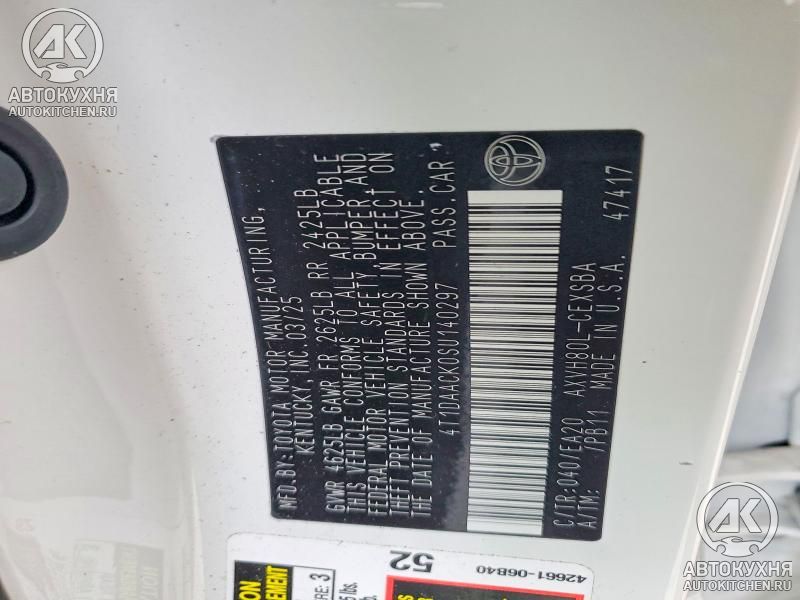 АВТОКУХНЯ
AUTOKITCHEN.RU
MFD.BY:TOYOTA MOTOR MANUFACTURING,
KENTUCKY, INC. 03/25
GVWR 4625LB GAWR FR 2625LB RR 2425LB
THIS VEHICLE CONFORMS TO ALL APPLICABLE
FEDERAL MOTOR VEHICLE SAFETY, BUMPER, AND
THEFT PREVENTION STANDARDS IN EFFECT ON
THE DATE OF MANUFACTURE SHOWN ABOVE.
4T1DAACK0SU140297 PASS.CAR
C/TR:040/EA20 AXVH80L-CEXSBA
A/TM: /PB11 MADE IN U.S.A. 47417
52
42661-06B40
АВТОКУХНЯ
AUTOKITCHEN.RU